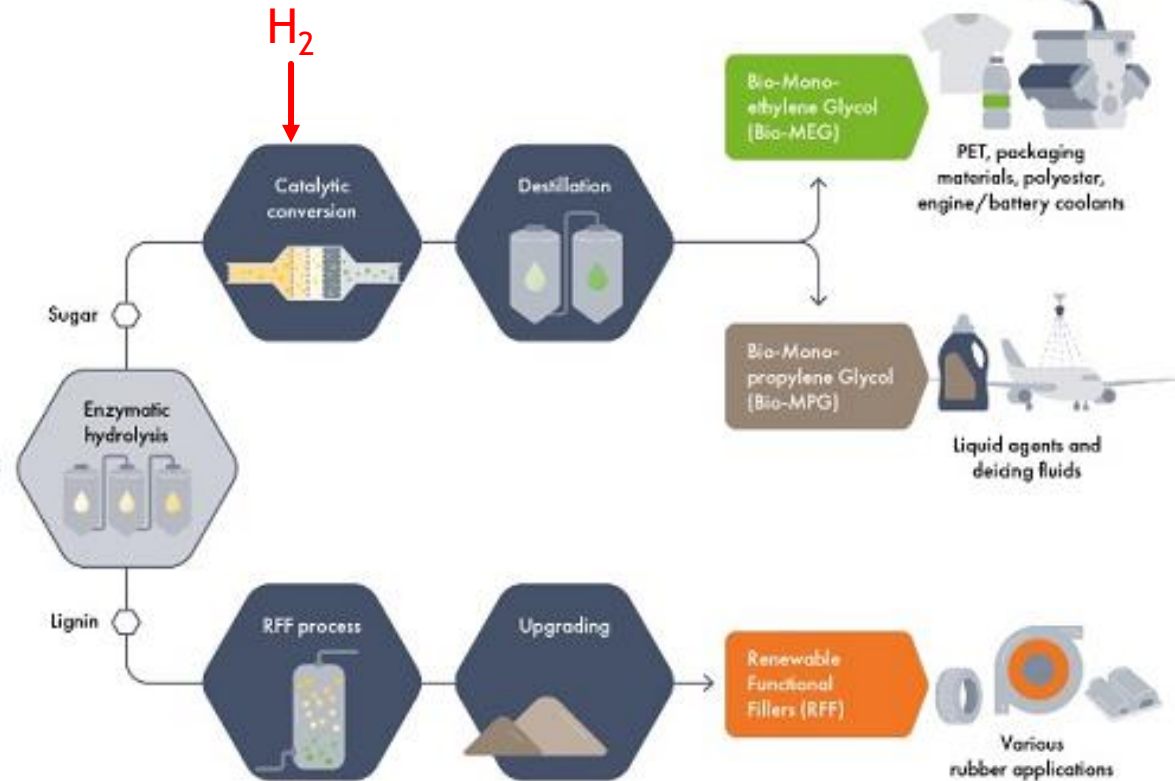 H2
Catalytic
conversion
Destillation
Bio-Mono-
ethylene Glycol
(Bio-MEG)
PET, packaging
materials, polyester,
engine/battery coolants
Sugar
Bio-Mono-
propylene Glycol
(Bio-MPG)
Liquid agents and
deicing fluids
Enzymatic
hydrolysis
Lignin
RFF process
Upgrading
Renewable
Functional
Fillers (RFF)
Various
rubber applications